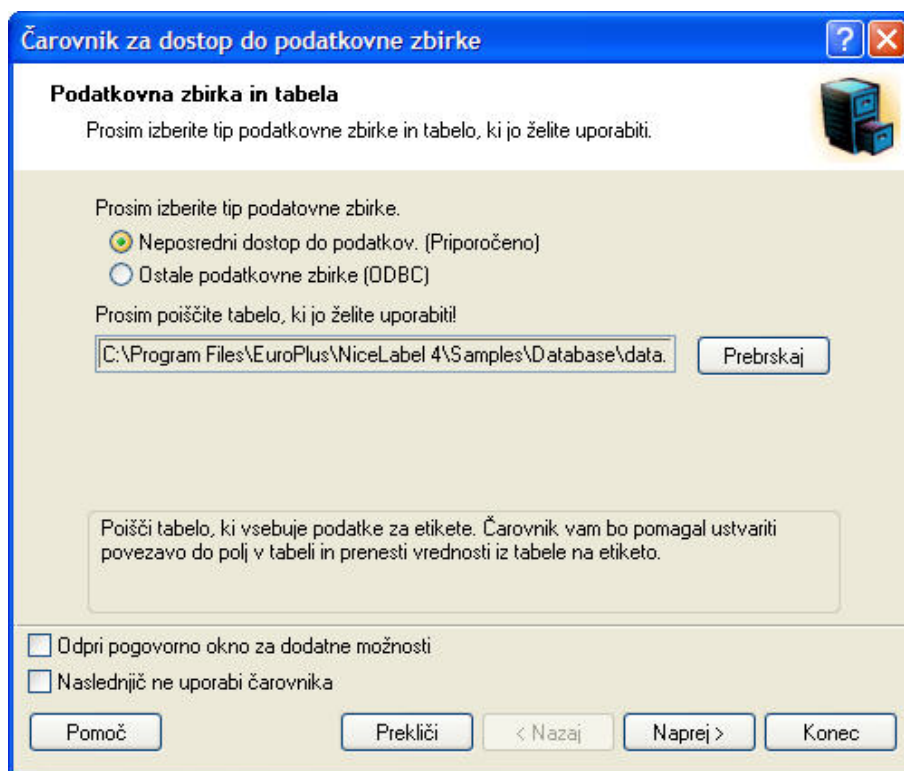 Čarovnik za dostop do podatkovne zbirke
Podatkovna zbirka in tabela
Prosim izberite tip podatkovne zbirke in tabelo, ki jo želite uporabiti.
Prosim izberite tip podatovne zbirke.
Neposredni dostop do podatkov. (Priporočeno)
Ostale podatkovne zbirke (ODBC)
Prosim poiščite tabelo, ki jo želite uporabiti!
C:\Program Files\EuroPlus\NiceLabel 4\Samples\Database\data.
Prebrskaj
Poišči tabelo, ki vsebuje podatke za etikete. Čarovnik vam bo pomagal ustvariti
povezavo do polj v tabeli in prenesti vrednosti iz tabele na etiketo.
Odpri pogovorno okno za dodatne možnosti
Naslednjič ne uporabi čarovnika
Pomoč
Prekliči
< Nazaj
Naprej >
Konec